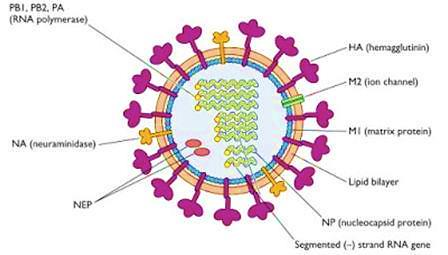 PB1, PB2, PA
(RNA polymerase)
HA (hemagglutinin)
M2 (ion channel)
NA (neuraminidase)
M1 (matrix protein)
Lipid bilayer
NEP
NP (nucleocapsid protein)
Segmented (–) strand RNA gene